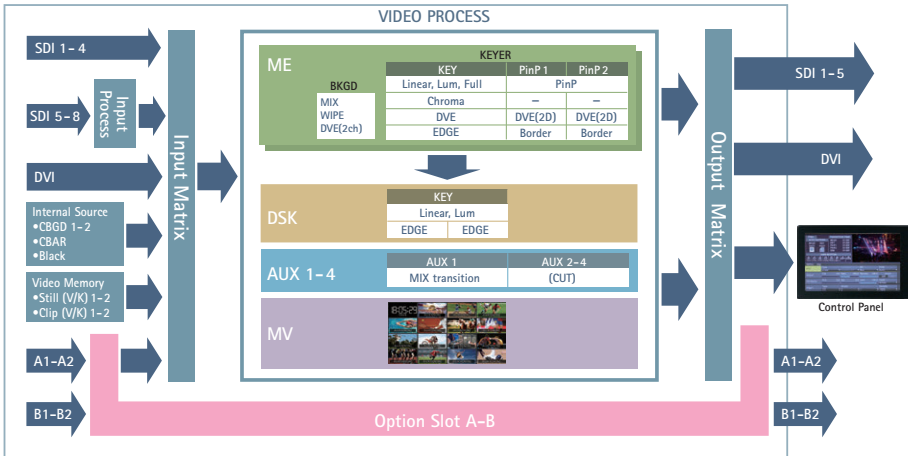 VIDEO PROCESS
SDI 1-4
SDI 5-8
Input Process
DVI
Internal Source
•CBGD 1-2
•CBAR
•Black
Video Memory
•Still (V/K) 1-2
•Clip (V/K) 1-2
A1-A2
B1-B2
Input Matrix
ME
BKGD
MIX
WIPE
DVE(2ch)
KEYER
KEY PinP 1 PinP 2
Linear, Lum, Full PinP
Chroma – –
DVE DVE(2D) DVE(2D)
EDGE Border Border
DSK
KEY
Linear, Lum
EDGE EDGE
AUX 1-4
AUX 1 AUX 2-4
MIX transition (CUT)
MV
Output Matrix
SDI 1-5
DVI
Control Panel
A1-A2
B1-B2
Option Slot A-B